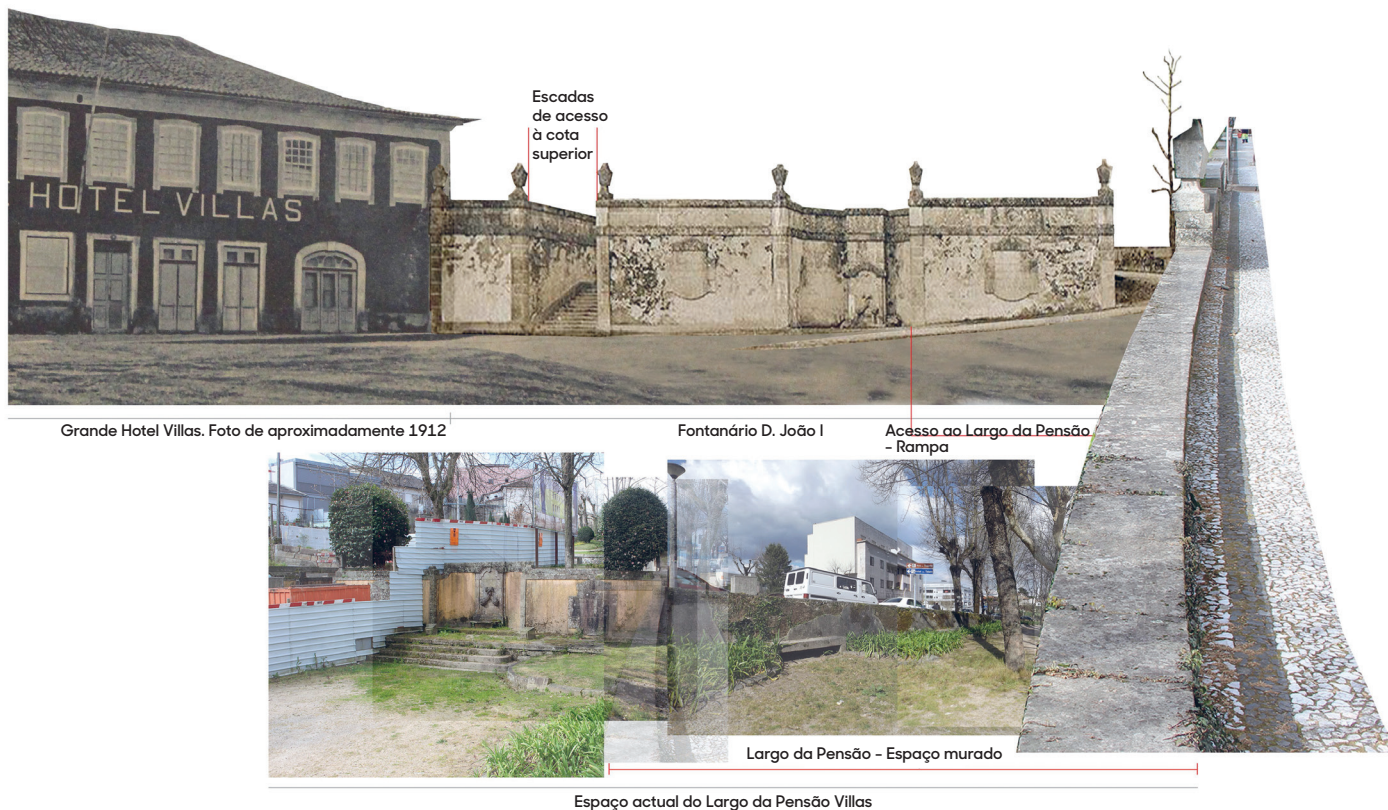 Escadas
de acesso
à cota
superior
HOTEL VILLAS
Grande Hotel Villas. Foto de aproximadamente 1912
Fontanário D. João I
Acesso ao Largo da Pensão
- Rampa
Largo da Pensão - Espaço murado
Espaço actual do Largo da Pensão Villas